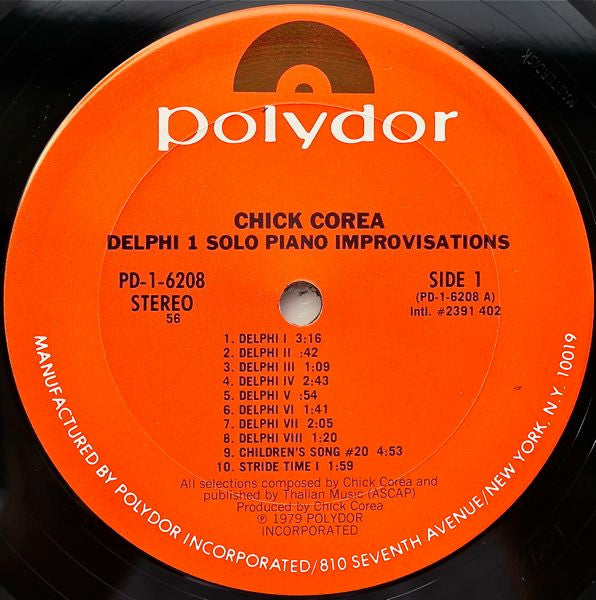 polydor
CHICK COREA
DELPHI 1 SOLO PIANO IMPROVISATIONS
PD-1-6208
STEREO
56
SIDE 1
(PD-1-6208 A)
Intl. #2391 402
1. DELPHI I 3:16
2. DELPHI II :42
3. DELPHI III 1:09
4. DELPHI IV 2:43
5. DELPHI V :54
6. DELPHI VI 1:41
7. DELPHI VII 2:05
8. DELPHI VIII 1:20
9. CHILDREN'S SONG #20 4:53
10. STRIDE TIME I 1:59
All selections composed by Chick Corea and
published by Thalian Music (ASCAP)
Produced by Chick Corea
℗ 1979 POLYDOR
INCORPORATED
MANUFACTURED BY POLYDOR INCORPORATED/810 SEVENTH AVENUE/NEW YORK. N.Y. 10019